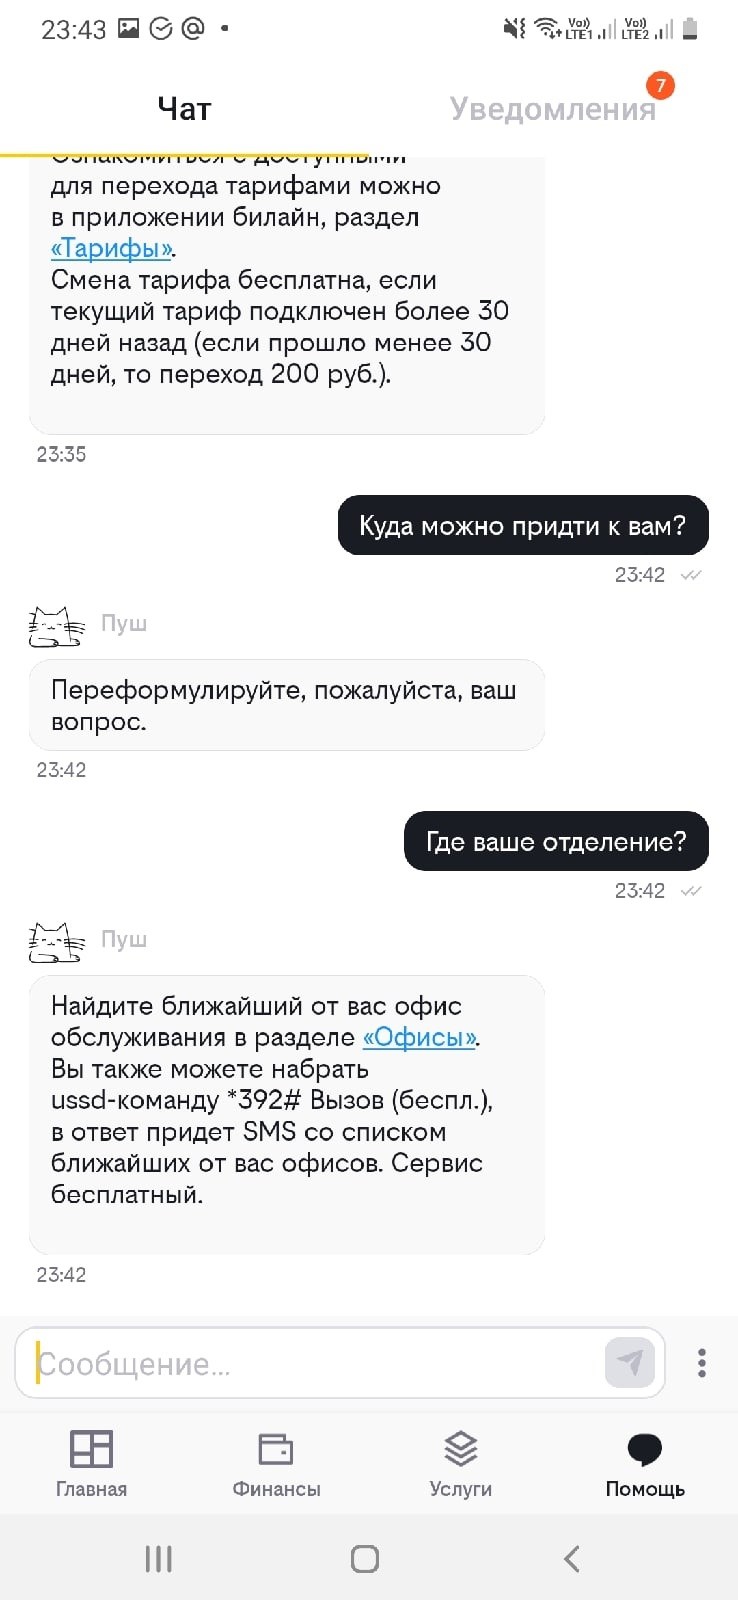 23:43
Vo)) LTE1
Vo)) LTE2
Чат
Уведомления
7
Ознакомиться с доступными
для перехода тарифами можно
в приложении билайн, раздел
«Тарифы».
Смена тарифа бесплатна, если
текущий тариф подключен более 30
дней назад (если прошло менее 30
дней, то переход 200 руб.).
23:35
Куда можно придти к вам?
23:42
Пуш
Переформулируйте, пожалуйста, ваш
вопрос.
23:42
Где ваше отделение?
23:42
Пуш
Найдите ближайший от вас офис
обслуживания в разделе «Офисы».
Вы также можете набрать
ussd-команду *392# Вызов (беспл.),
в ответ придет SMS со списком
ближайших от вас офисов. Сервис
бесплатный.
23:42
Сообщение...
Главная
Финансы
Услуги
Помощь